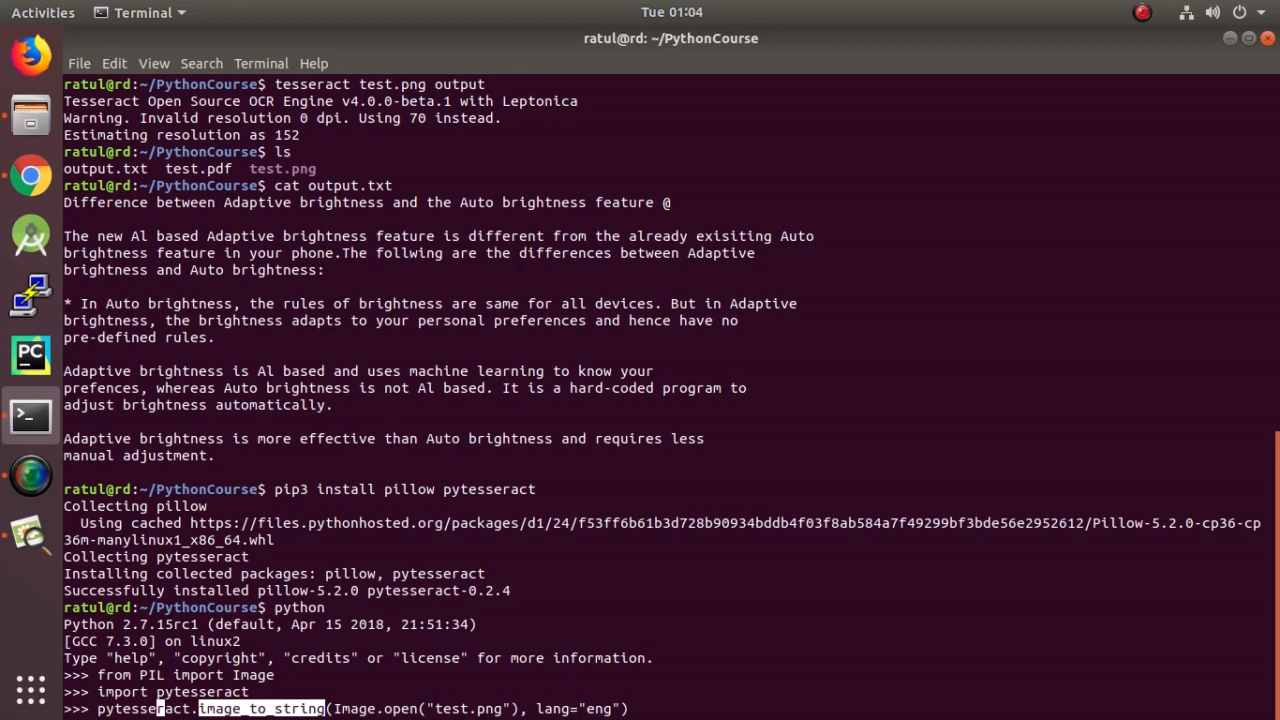 Activities Terminal Tue 01:04
ratul@rd: ~/PythonCourse
File Edit View Search Terminal Help
ratul@rd:~/PythonCourse$ tesseract test.png output
Tesseract Open Source OCR Engine v4.0.0-beta.1 with Leptonica
Warning. Invalid resolution 0 dpi. Using 70 instead.
Estimating resolution as 152
ratul@rd:~/PythonCourse$ ls
output.txt  test.pdf  test.png
ratul@rd:~/PythonCourse$ cat output.txt
Difference between Adaptive brightness and the Auto brightness feature @
The new Al based Adaptive brightness feature is different from the already exisiting Auto
brightness feature in your phone.The follwing are the differences between Adaptive
brightness and Auto brightness:
* In Auto brightness, the rules of brightness are same for all devices. But in Adaptive
brightness, the brightness adapts to your personal preferences and hence have no
pre-defined rules.
Adaptive brightness is Al based and uses machine learning to know your
prefences, whereas Auto brightness is not Al based. It is a hard-coded program to
adjust brightness automatically.
Adaptive brightness is more effective than Auto brightness and requires less
manual adjustment.
ratul@rd:~/PythonCourse$ pip3 install pillow pytesseract
Collecting pillow
  Using cached https://files.pythonhosted.org/packages/d1/24/f53ff6b61b3d728b90934bddb4f03f8ab584a7f49299bf3bde56e2952612/Pillow-5.2.0-cp36-cp
36m-manylinux1_x86_64.whl
Collecting pytesseract
Installing collected packages: pillow, pytesseract
Successfully installed pillow-5.2.0 pytesseract-0.2.4
ratul@rd:~/PythonCourse$ python
Python 2.7.15rc1 (default, Apr 15 2018, 21:51:34)
[GCC 7.3.0] on linux2
Type "help", "copyright", "credits" or "license" for more information.
>>> from PIL import Image
>>> import pytesseract
>>> pytesseract.image_to_string(Image.open("test.png"), lang="eng")
PC